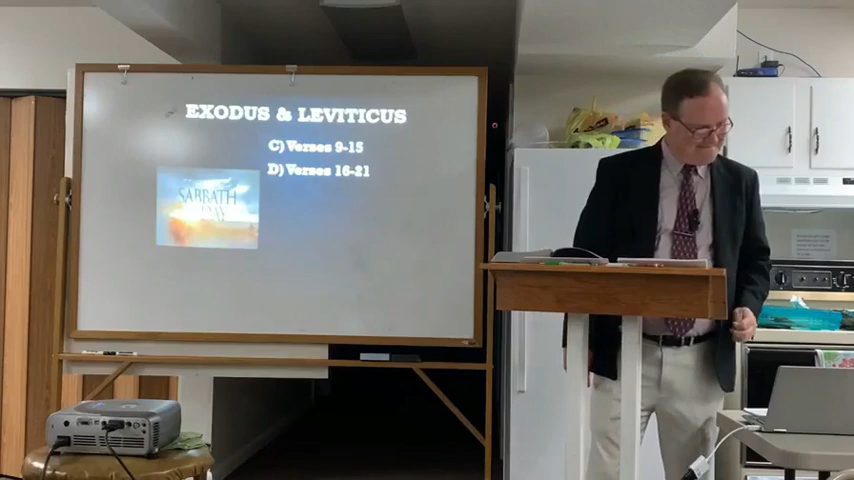 EXODUS & LEVITICUS
C) Verses 9-15
D) Verses 16-21
SABBATH
DAY